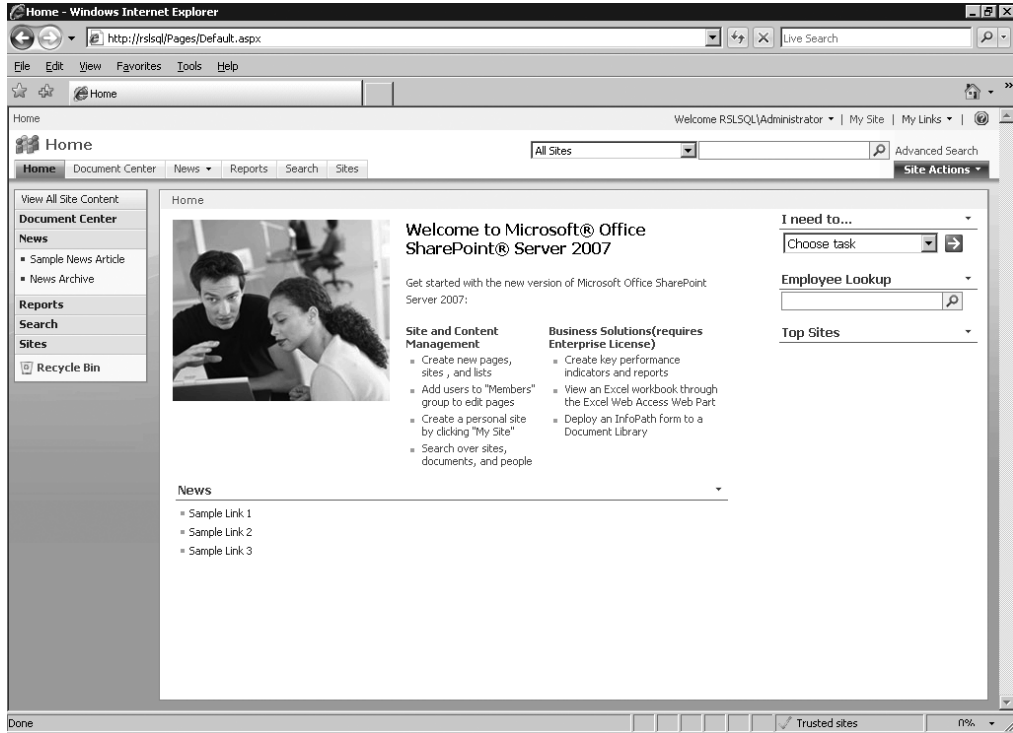 Home - Windows Internet Explorer
http://rslsql/Pages/Default.aspx
Live Search
File Edit View Favorites Tools Help
Home
Home
Welcome RSLSQL\Administrator | My Site | My Links |
Home
All Sites
Advanced Search
Home Document Center News Reports Search Sites
Site Actions
View All Site Content
Document Center
News
Sample News Article
News Archive
Reports
Search
Sites
Recycle Bin
Home
Welcome to Microsoft® Office
SharePoint® Server 2007
Get started with the new version of Microsoft Office SharePoint
Server 2007:
Site and Content
Management
Create new pages,
sites , and lists
Add users to "Members"
group to edit pages
Create a personal site
by clicking "My Site"
Search over sites,
documents, and people
Business Solutions(requires
Enterprise License)
Create key performance
indicators and reports
View an Excel workbook through
the Excel Web Access Web Part
Deploy an InfoPath form to a
Document Library
News
Sample Link 1
Sample Link 2
Sample Link 3
I need to...
Choose task
Employee Lookup
Top Sites
Done
Trusted sites
0%